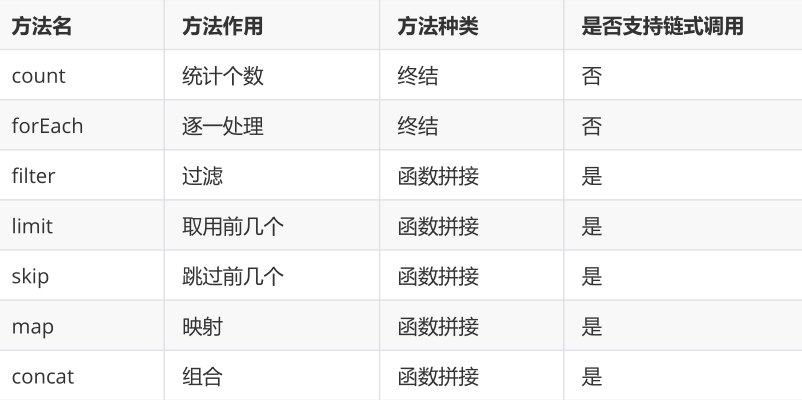 方法名 方法作用 方法种类 是否支持链式调用
count 统计个数 终结 否
forEach 逐一处理 终结 否
filter 过滤 函数拼接 是
limit 取用前几个 函数拼接 是
skip 跳过前几个 函数拼接 是
map 映射 函数拼接 是
concat 组合 函数拼接 是